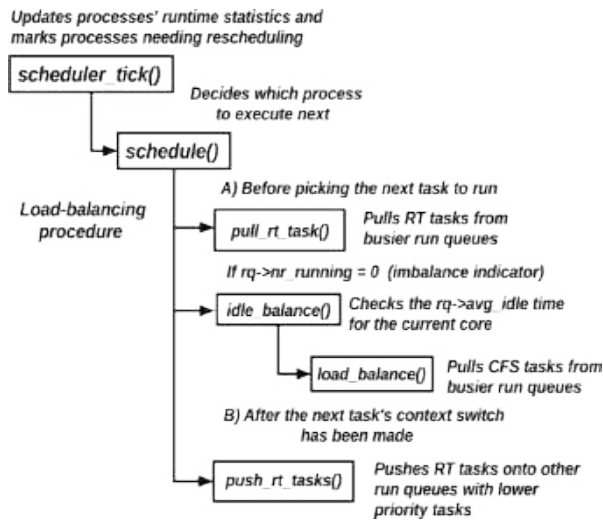 Updates processes' runtime statistics and
marks processes needing rescheduling
scheduler_tick()
Decides which process
to execute next
schedule()
Load-balancing
procedure
A) Before picking the next task to run
pull_rt_task()
Pulls RT tasks from
busier run queues
If rq->nr_running = 0 (imbalance indicator)
idle_balance()
Checks the rq->avg_idle time
for the current core
load_balance()
Pulls CFS tasks from
busier run queues
B) After the next task's context switch
has been made
push_rt_tasks()
Pushes RT tasks onto other
run queues with lower
priority tasks